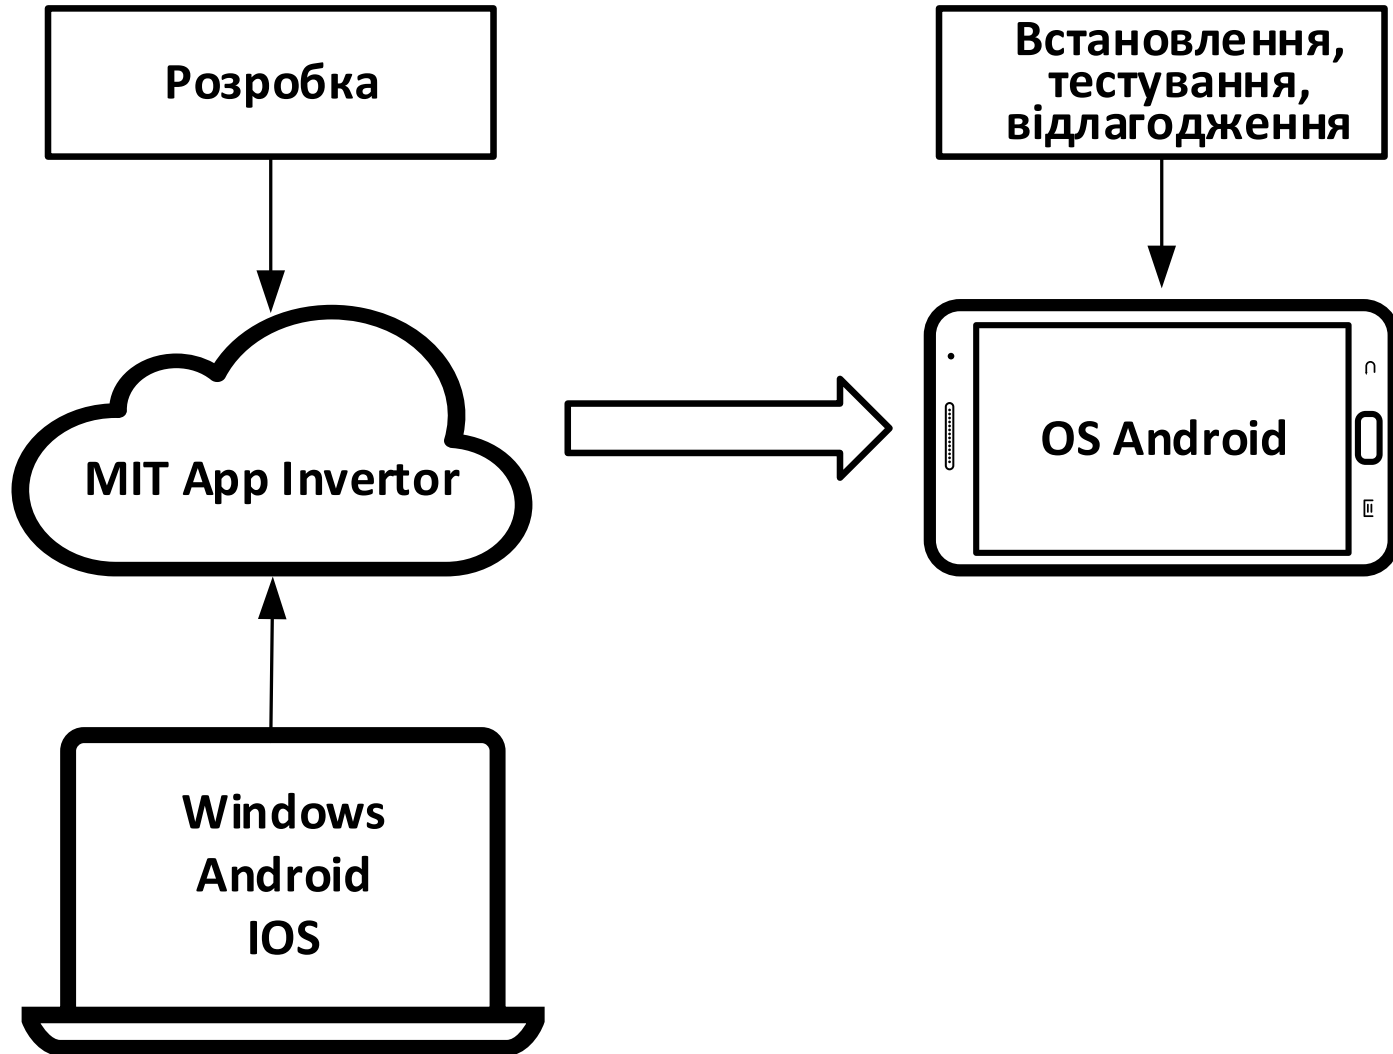 Розробка
Встановлення,
тестування,
відлагодження
MIT App Invertor
OS Android
Windows
Android
IOS